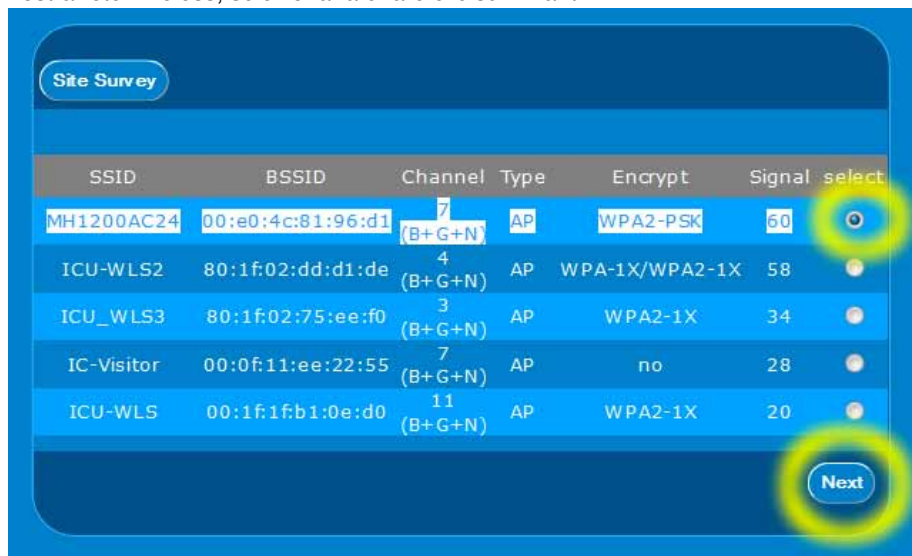 Site Survey
SSID BSSID Channel Type Encrypt Signal select
MH1200AC24 00:e0:4c:81:96:d1 7 (B+G+N) AP WPA2-PSK 60
ICU-WLS2 80:1f:02:dd:d1:de 4 (B+G+N) AP WPA-1X/WPA2-1X 58
ICU_WLS3 80:1f:02:75:ee:f0 3 (B+G+N) AP WPA2-1X 34
IC-Visitor 00:0f:11:ee:22:55 7 (B+G+N) AP no 28
ICU-WLS 00:1f:1f:b1:0e:d0 11 (B+G+N) AP WPA2-1X 20
Next